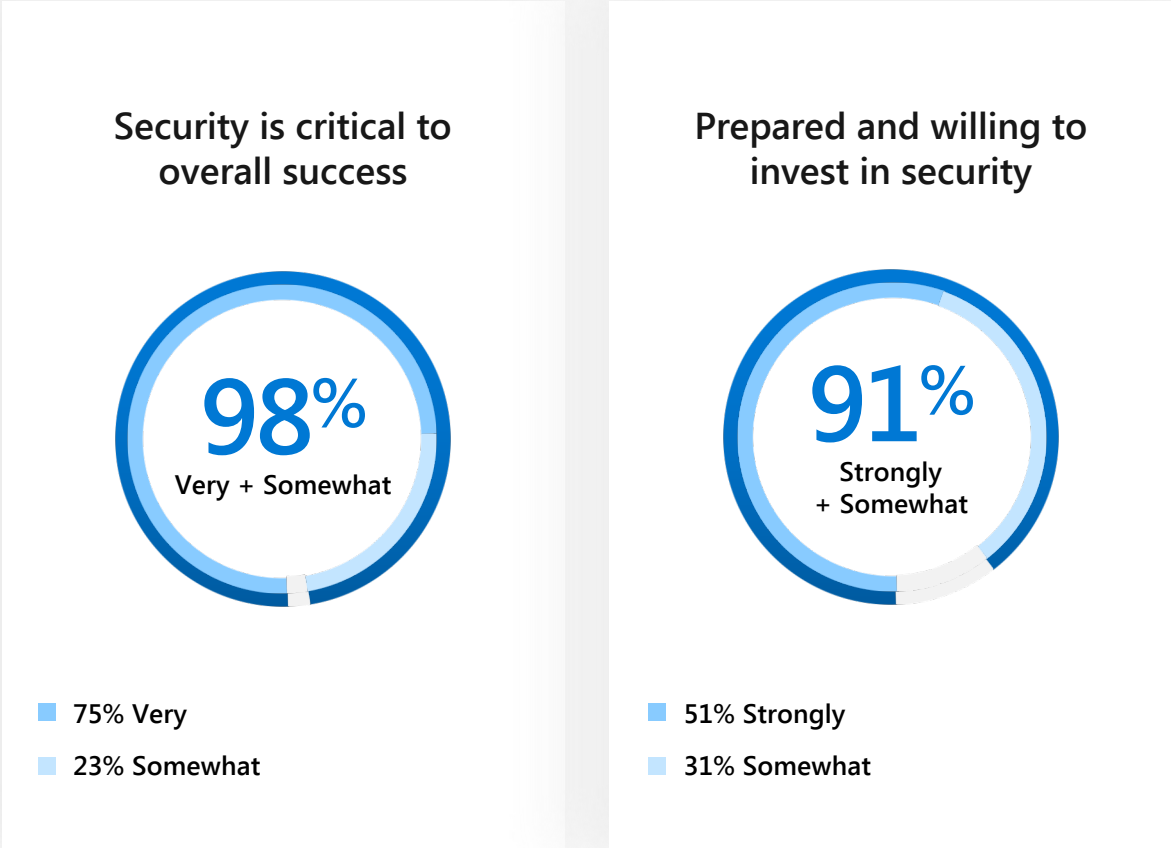 Security is critical to
overall success
98%
Very + Somewhat
75% Very
23% Somewhat
Prepared and willing to
invest in security
91%
Strongly
+ Somewhat
51% Strongly
31% Somewhat